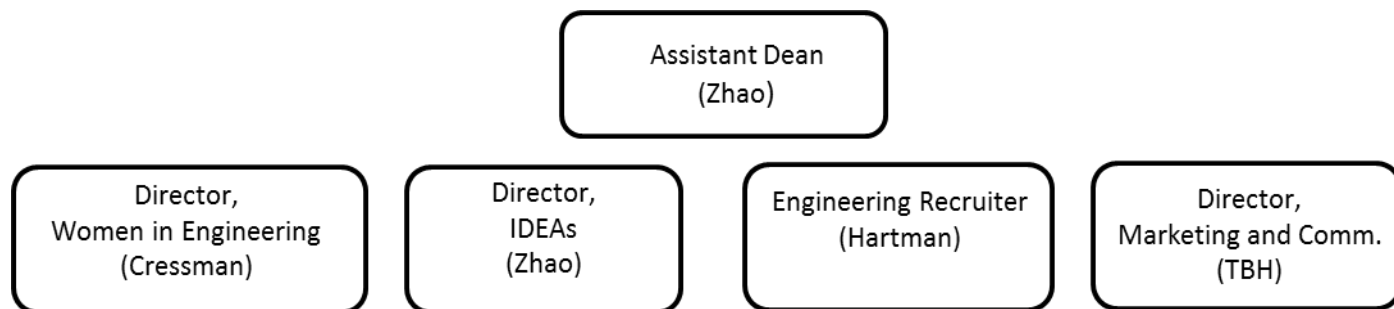 Assistant Dean
(Zhao)
Director,
Women in Engineering
(Cressman)
Director,
IDEAs
(Zhao)
Engineering Recruiter
(Hartman)
Director,
Marketing and Comm.
(TBH)